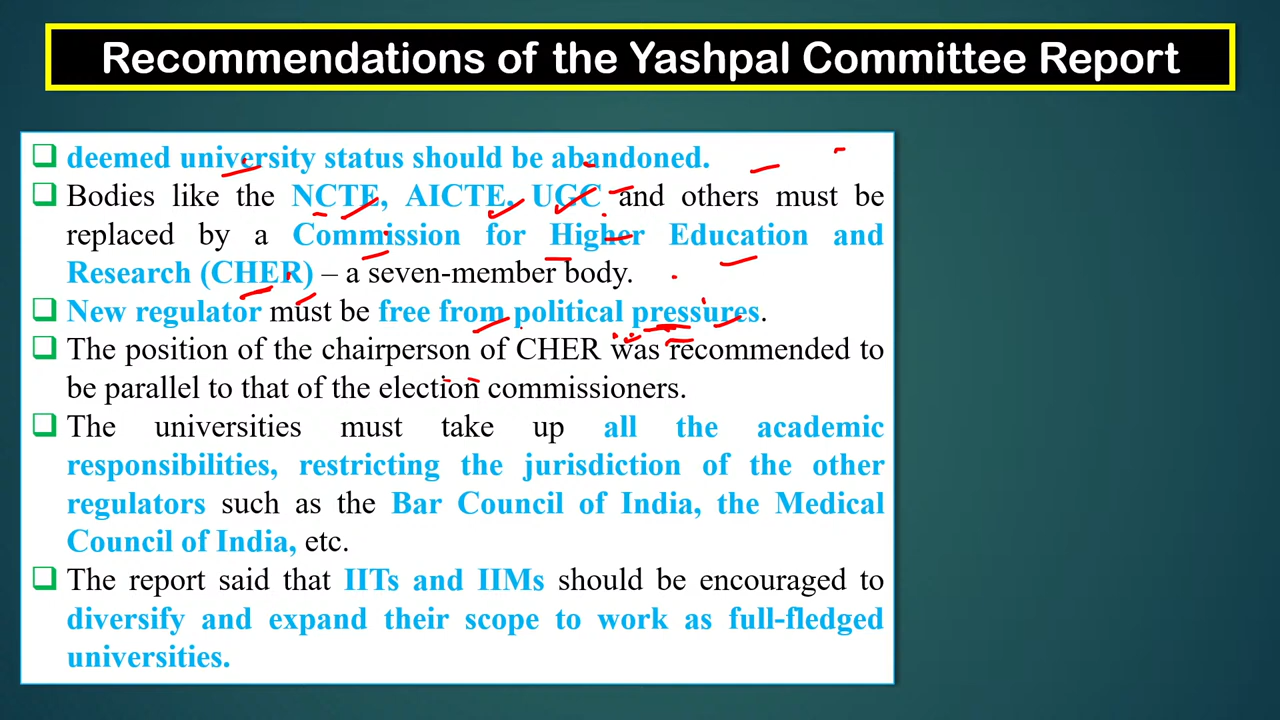 Recommendations of the Yashpal Committee Report
deemed university status should be abandoned.
Bodies like the NCTE, AICTE, UGC and others must be
replaced by a Commission for Higher Education and
Research (CHER) – a seven-member body.
New regulator must be free from political pressures.
The position of the chairperson of CHER was recommended to
be parallel to that of the election commissioners.
The universities must take up all the academic
responsibilities, restricting the jurisdiction of the other
regulators such as the Bar Council of India, the Medical
Council of India, etc.
The report said that IITs and IIMs should be encouraged to
diversify and expand their scope to work as full-fledged
universities.